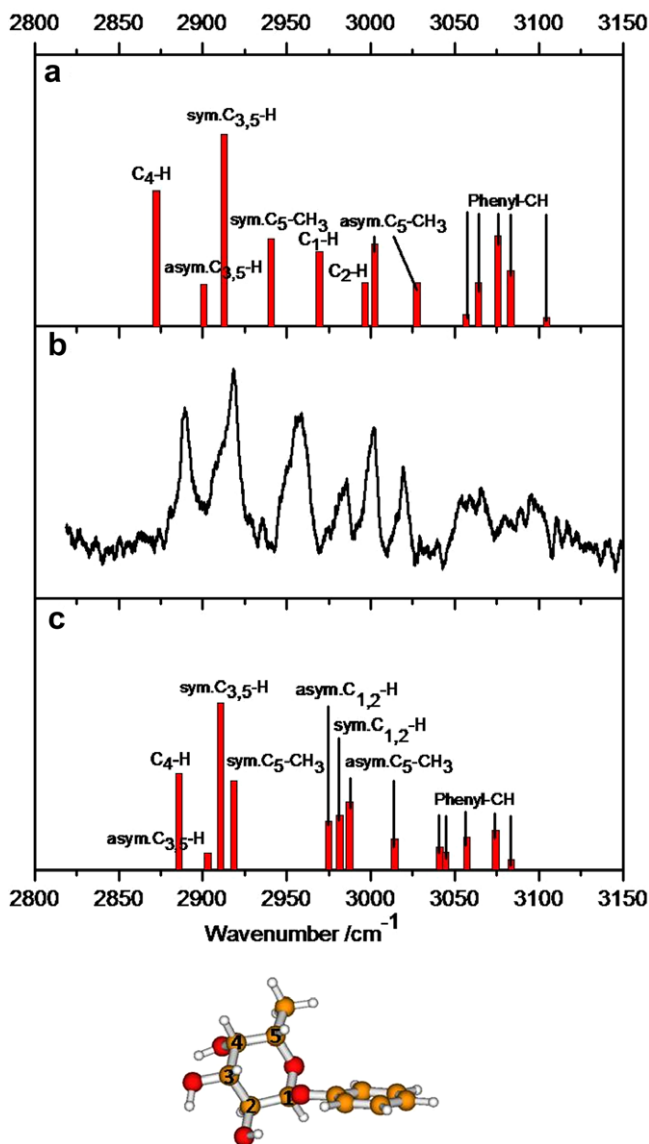 2800 2850 2900 2950 3000 3050 3100 3150
a
sym.C3,5-H
C4-H
Phenyl-CH
sym.C5-CH3
asym.C5-CH3
C1-H
asym.C3,5-H
C2-H
b
c
sym.C3,5-H
asym.C1,2-H
sym.C1,2-H
C4-H
sym.C5-CH3
asym.C5-CH3
Phenyl-CH
asym.C3,5-H
2800 2850 2900 2950 3000 3050 3100 3150
Wavenumber /cm-1
4 5
3
2 1